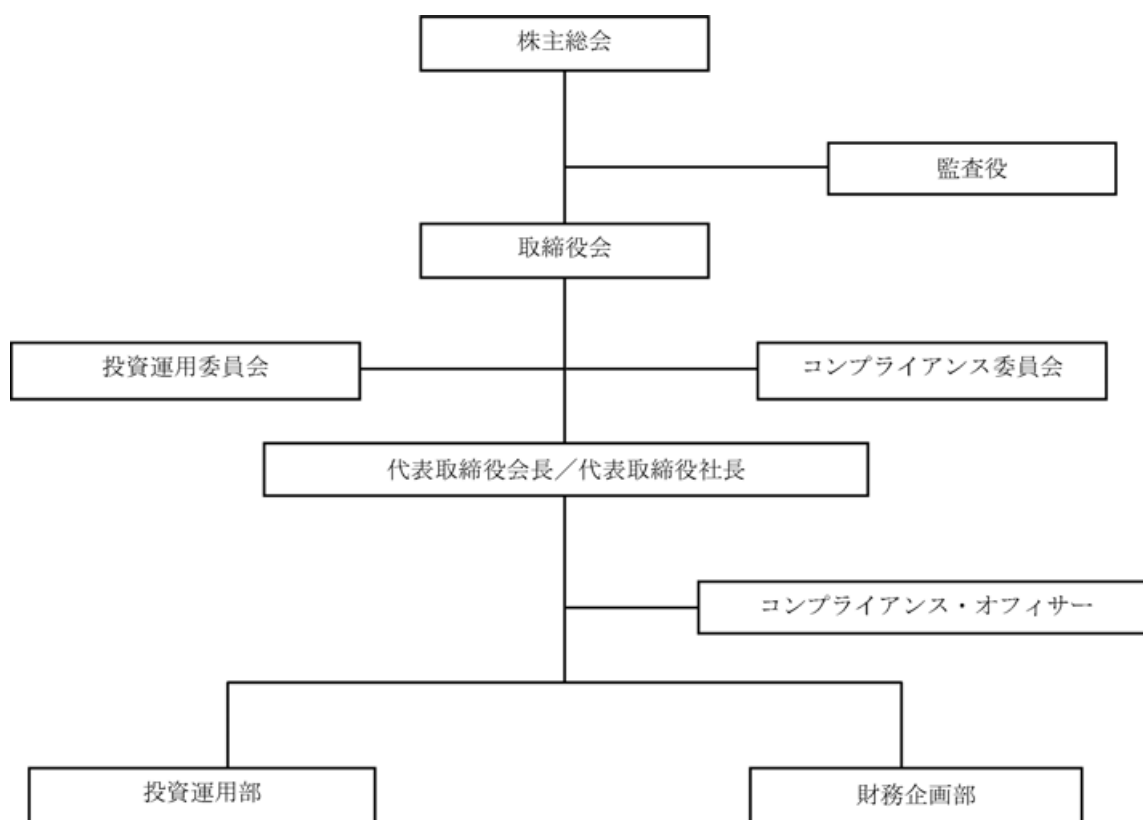 株主総会
監査役
取締役会
投資運用委員会
コンプライアンス委員会
代表取締役会長／代表取締役社長
コンプライアンス・オフィサー
投資運用部
財務企画部